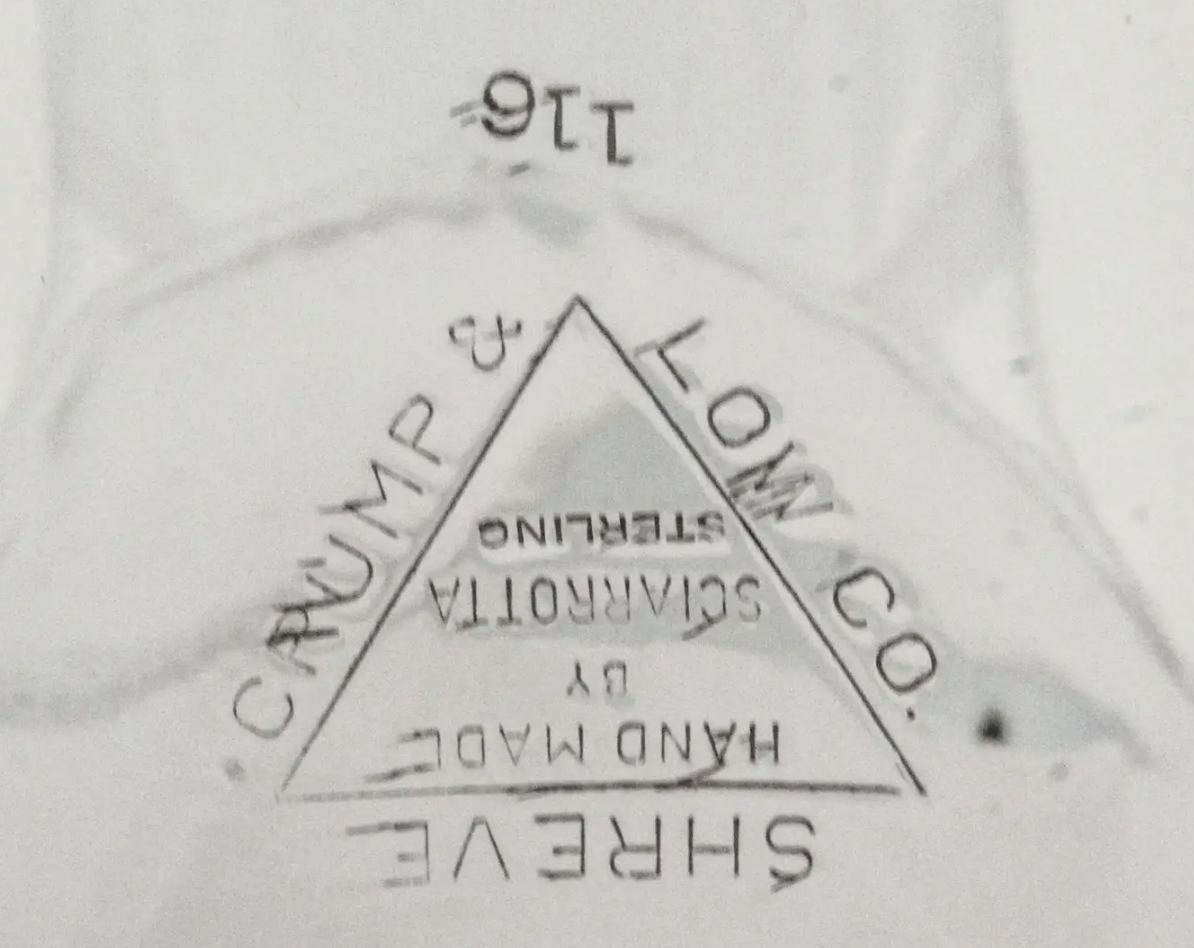 SHREVE
CRUMP &
LOW CO.
HAND MADE
BY
SCIARROTTA
STERLING
116